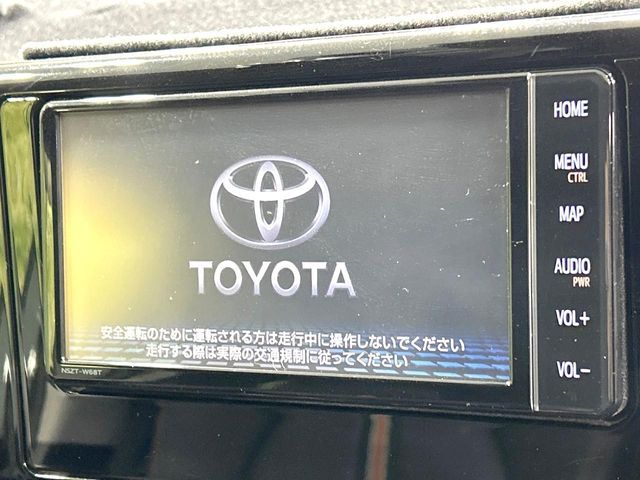 TOYOTA
安全運転のために運転される方は走行中に操作しないでください
走行する際は実際の交通規制に従ってください
NSZT-W68T
HOME
MENU
CTRL
MAP
AUDIO
PWR
VOL+
VOL-